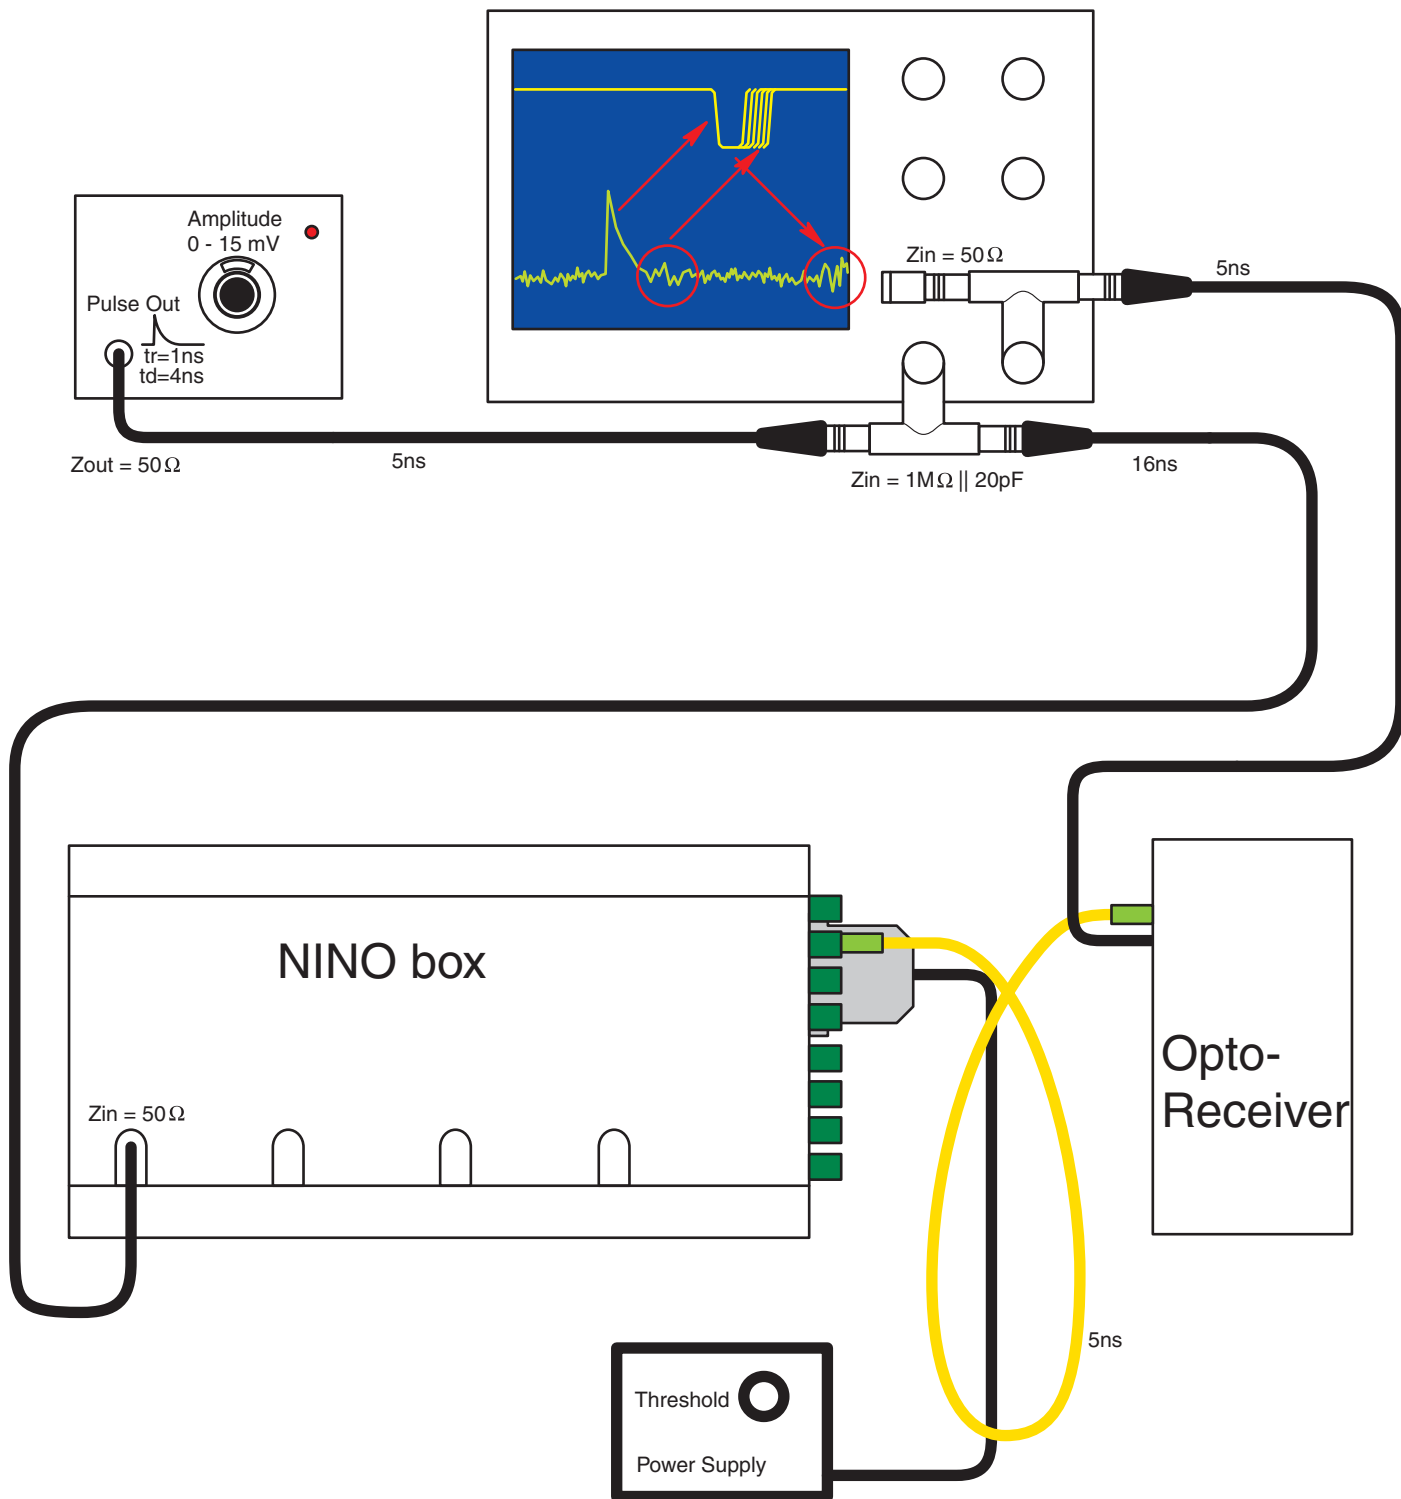 Amplitude
0 - 15 mV
Pulse Out
tr=1ns
td=4ns
Zout = 50Ω
5ns
Zin = 50Ω
5ns
Zin = 1MΩ || 20pF
16ns
NINO box
Zin = 50Ω
Opto-
Receiver
5ns
Threshold
Power Supply